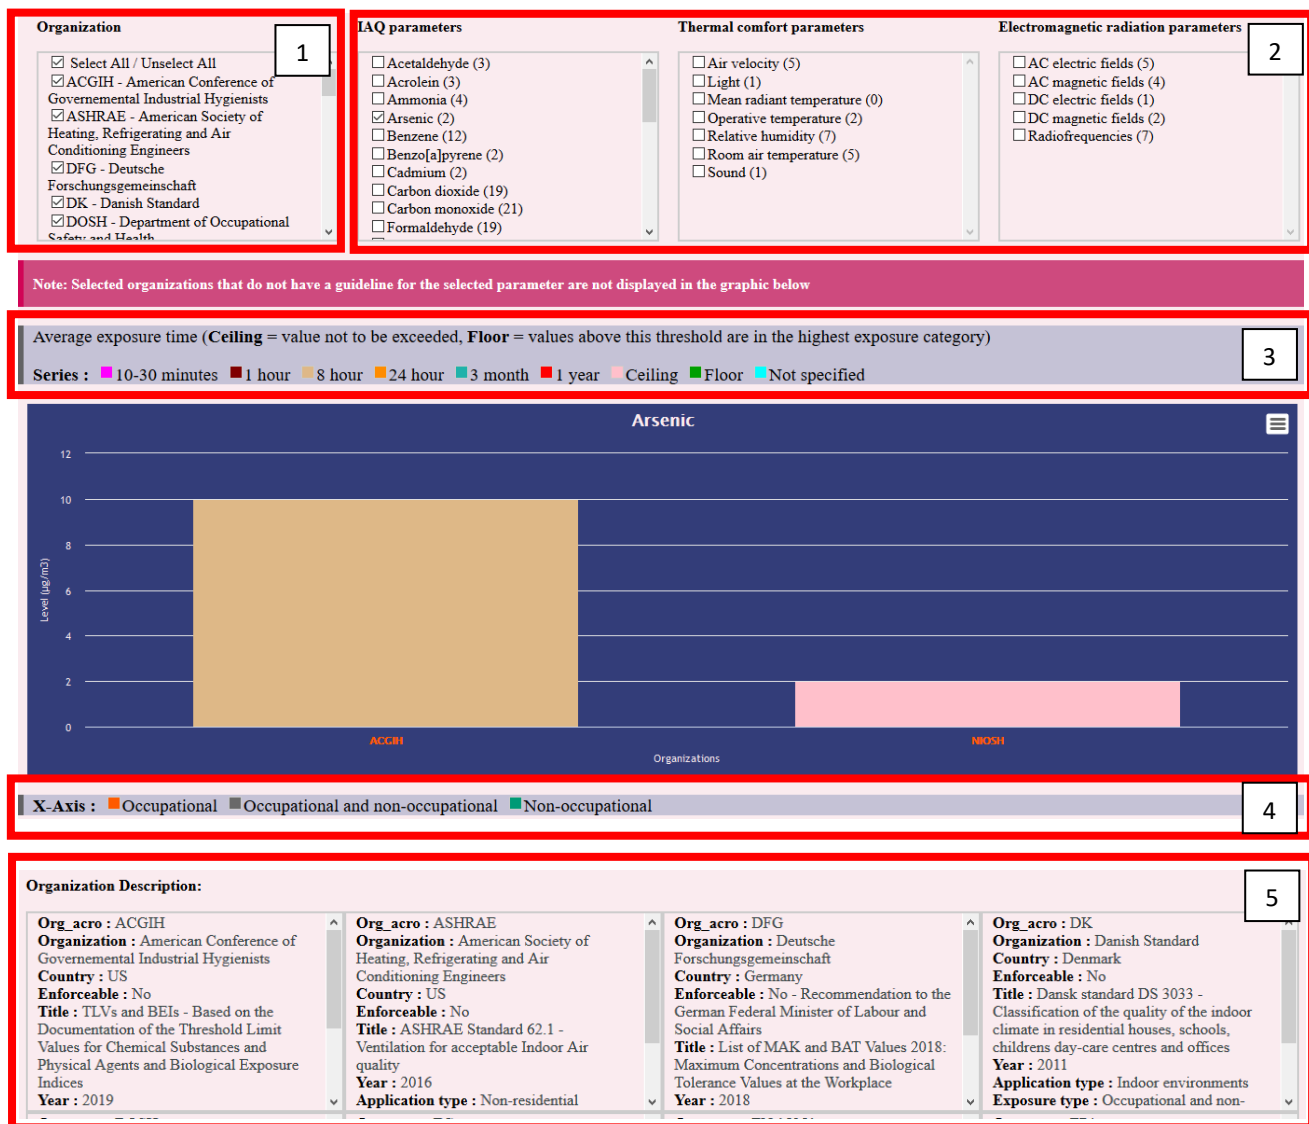 Organization
1
Select All / Unselect All
ACGIH - American Conference of
Governemental Industrial Hygienists
ASHRAE - American Society of
Heating, Refrigerating and Air
Conditioning Engineers
DFG - Deutsche
Forschungsgemeinschaft
DK - Danish Standard
DOSH - Department of Occupational
Safety and Health
IAQ parameters
Acetaldehyde (3)
Acrolein (3)
Ammonia (4)
Arsenic (2)
Benzene (12)
Benzo[a]pyrene (2)
Cadmium (2)
Carbon dioxide (19)
Carbon monoxide (21)
Formaldehyde (19)
Thermal comfort parameters
Air velocity (5)
Light (1)
Mean radiant temperature (0)
Operative temperature (2)
Relative humidity (7)
Room air temperature (5)
Sound (1)
Electromagnetic radiation parameters
2
AC electric fields (5)
AC magnetic fields (4)
DC electric fields (1)
DC magnetic fields (2)
Radiofrequencies (7)
Note: Selected organizations that do not have a guideline for the selected parameter are not displayed in the graphic below
Average exposure time (Ceiling = value not to be exceeded, Floor = values above this threshold are in the highest exposure category)
3
Series : 10-30 minutes 1 hour 8 hour 24 hour 3 month 1 year Ceiling Floor Not specified
Arsenic
12
10
8
6
4
2
0
Level (µg/m3)
ACGIH
NIOSH
Organizations
X-Axis : Occupational Occupational and non-occupational Non-occupational
4
5
Organization Description:
Org_acro : ACGIH
Organization : American Conference of
Governemental Industrial Hygienists
Country : US
Enforceable : No
Title : TLVs and BEIs - Based on the
Documentation of the Threshold Limit
Values for Chemical Substances and
Physical Agents and Biological Exposure
Indices
Year : 2019
Org_acro : ASHRAE
Organization : American Society of
Heating, Refrigerating and Air
Conditioning Engineers
Country : US
Enforceable : No
Title : ASHRAE Standard 62.1 -
Ventilation for acceptable Indoor Air
quality
Year : 2016
Application type : Non-residential
Org_acro : DFG
Organization : Deutsche
Forschungsgemeinschaft
Country : Germany
Enforceable : No - Recommendation to the
German Federal Minister of Labour and
Social Affairs
Title : List of MAK and BAT Values 2018:
Maximum Concentrations and Biological
Tolerance Values at the Workplace
Year : 2018
Org_acro : DK
Organization : Danish Standard
Country : Denmark
Enforceable : No
Title : Dansk standard DS 3033 -
Classification of the quality of the indoor
climate in residential houses, schools,
childrens day-care centres and offices
Year : 2011
Application type : Indoor environments
Exposure type : Occupational and non-